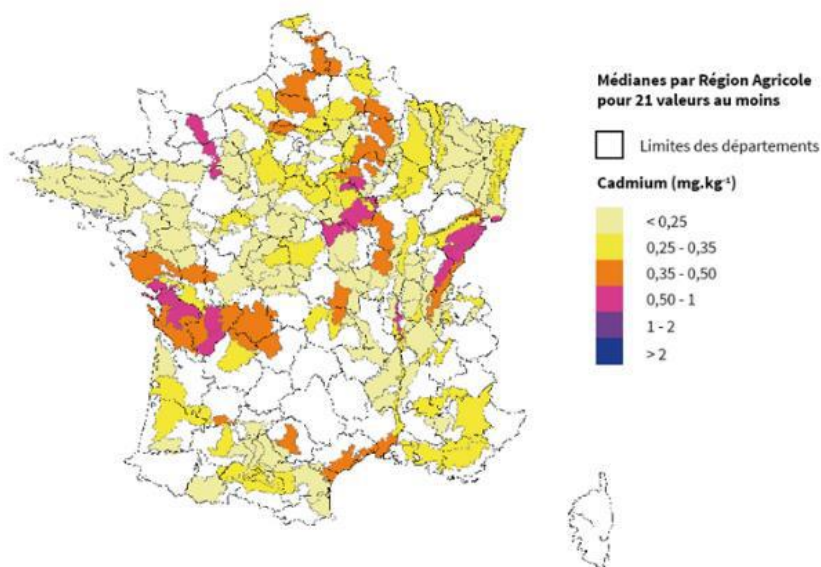 Médianes par Région Agricole
pour 21 valeurs au moins
Limites des départements
Cadmium (mg.kg⁻¹)
< 0,25
0,25 - 0,35
0,35 - 0,50
0,50 - 1
1 - 2
> 2